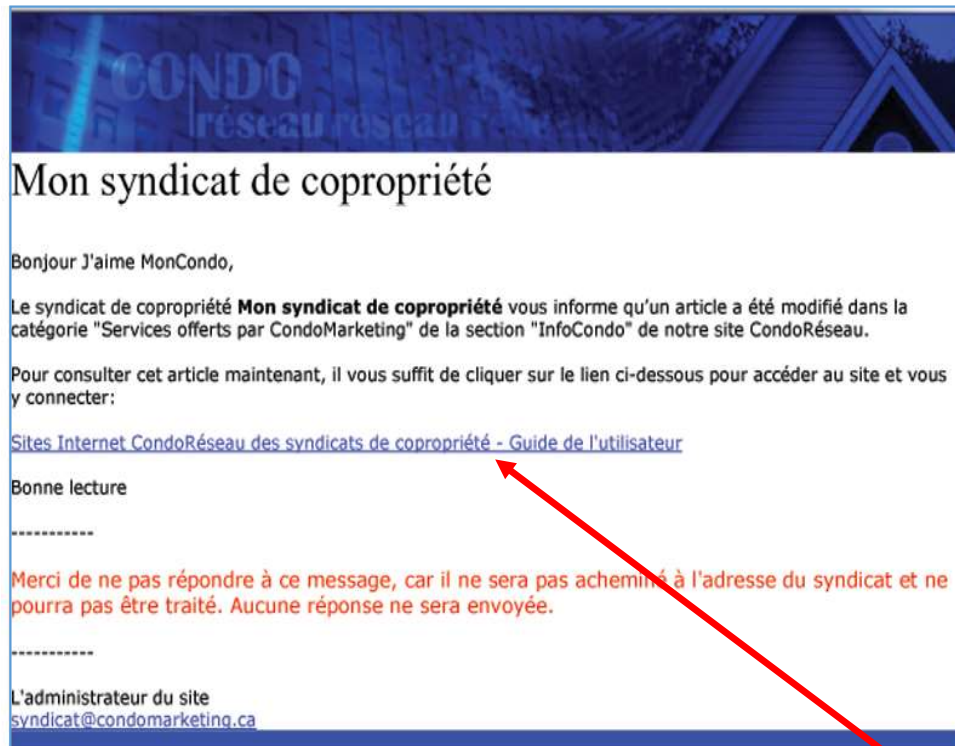 CONDO
réseau réseau
Mon syndicat de copropriété
Bonjour J'aime MonCondo,
Le syndicat de copropriété Mon syndicat de copropriété vous informe qu'un article a été modifié dans la
catégorie "Services offerts par CondoMarketing" de la section "InfoCondo" de notre site CondoRéseau.
Pour consulter cet article maintenant, il vous suffit de cliquer sur le lien ci-dessous pour accéder au site et vous
y connecter:
Sites Internet CondoRéseau des syndicats de copropriété - Guide de l'utilisateur
Bonne lecture
-----------
Merci de ne pas répondre à ce message, car il ne sera pas acheminé à l'adresse du syndicat et ne
pourra pas être traité. Aucune réponse ne sera envoyée.
-----------
L'administrateur du site
syndicat@condomarketing.ca